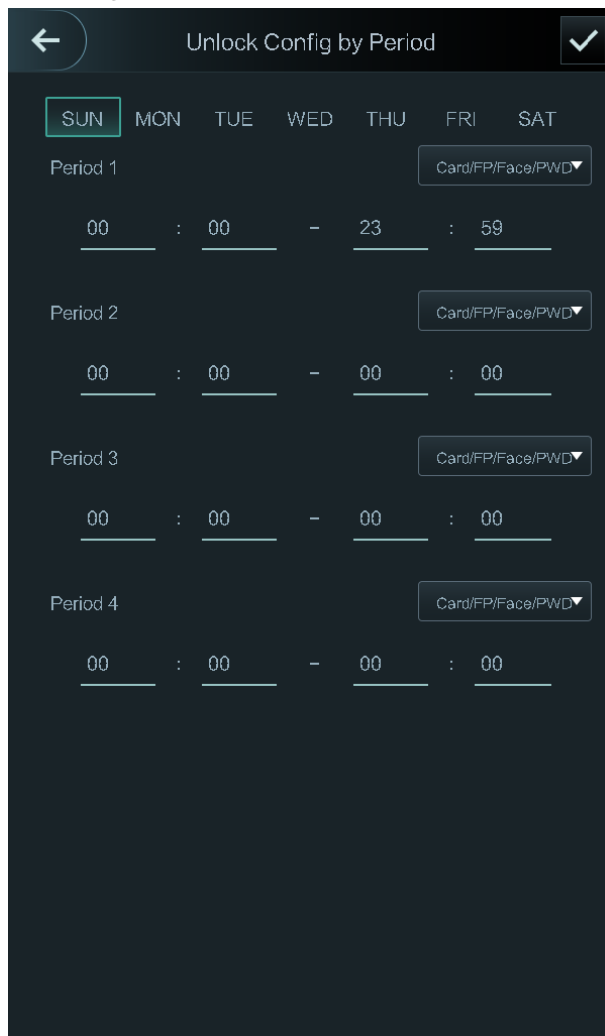 Unlock Config by Period
SUN MON TUE WED THU FRI SAT
Period 1 Card/FP/Face/PWD
00 : 00 - 23 : 59
Period 2 Card/FP/Face/PWD
00 : 00 - 00 : 00
Period 3 Card/FP/Face/PWD
00 : 00 - 00 : 00
Period 4 Card/FP/Face/PWD
00 : 00 - 00 : 00